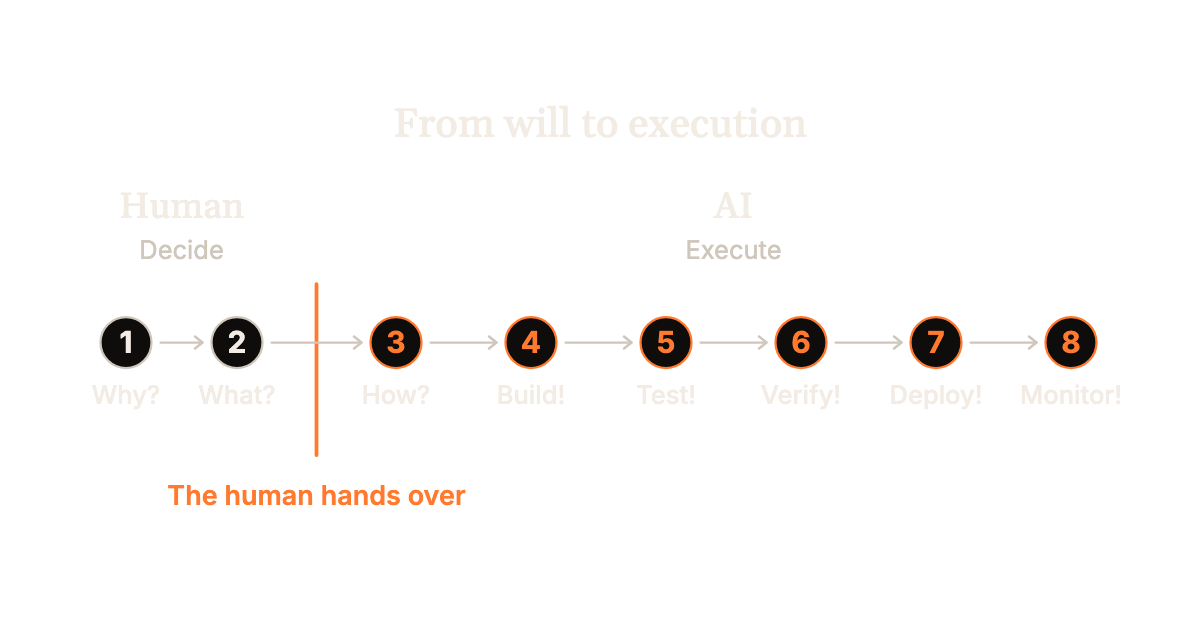 From will to execution
Human
AI
Decide
Execute
1
2
3
4
5
6
7
8
Why?
What?
How?
Build!
Test!
Verify!
Deploy!
Monitor!
The human hands over